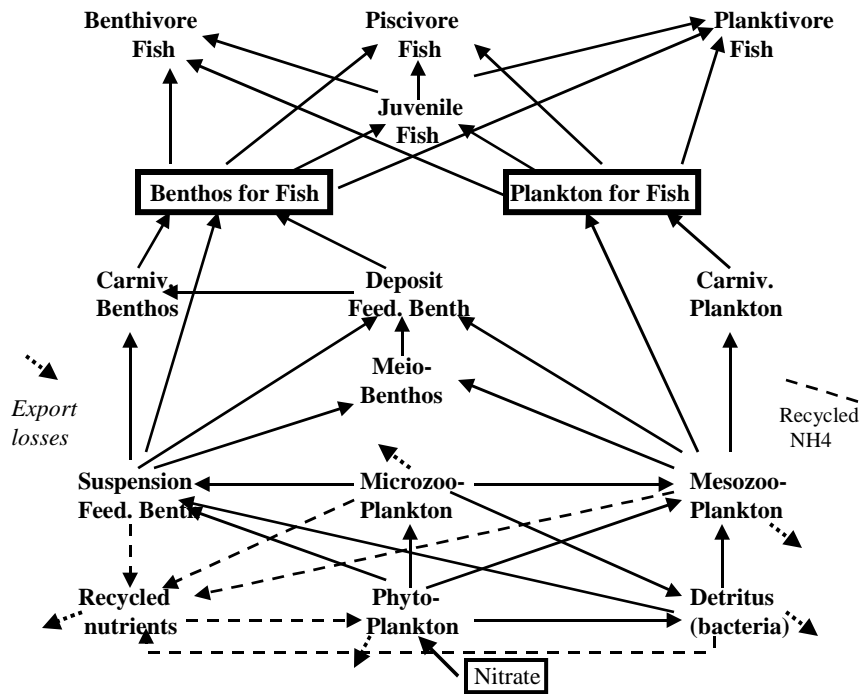 Benthivore
Fish
Piscivore
Fish
Planktivore
Fish
Juvenile
Fish
Benthos for Fish
Plankton for Fish
Carniv.
Benthos
Deposit
Feed. Benth
Carniv.
Plankton
Meio-
Benthos
Export
losses
Recycled
NH4
Suspension
Feed. Benth
Microzoo-
Plankton
Mesozoo-
Plankton
Recycled
nutrients
Phyto-
Plankton
Detritus
(bacteria)
Nitrate